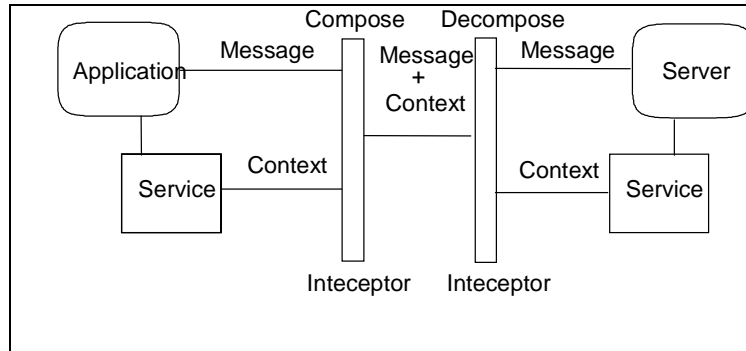 Compose Decompose
Message Message Message
Application + Server
Context
Context Context
Service Service
Inteceptor Inteceptor